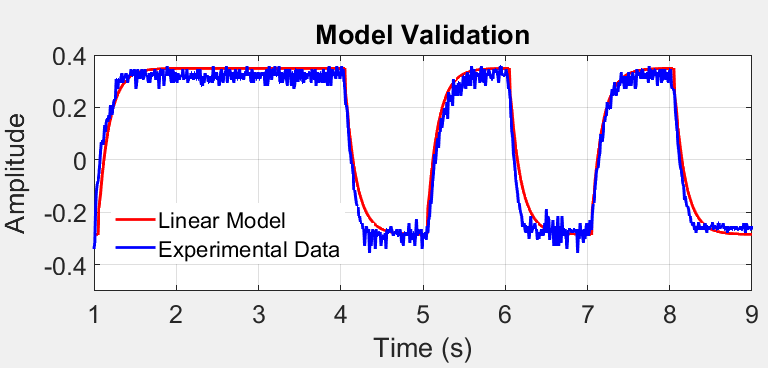 Model Validation
Amplitude
0.4
0.2
0
-0.2
-0.4
Linear Model
Experimental Data
1 2 3 4 5 6 7 8 9
Time (s)